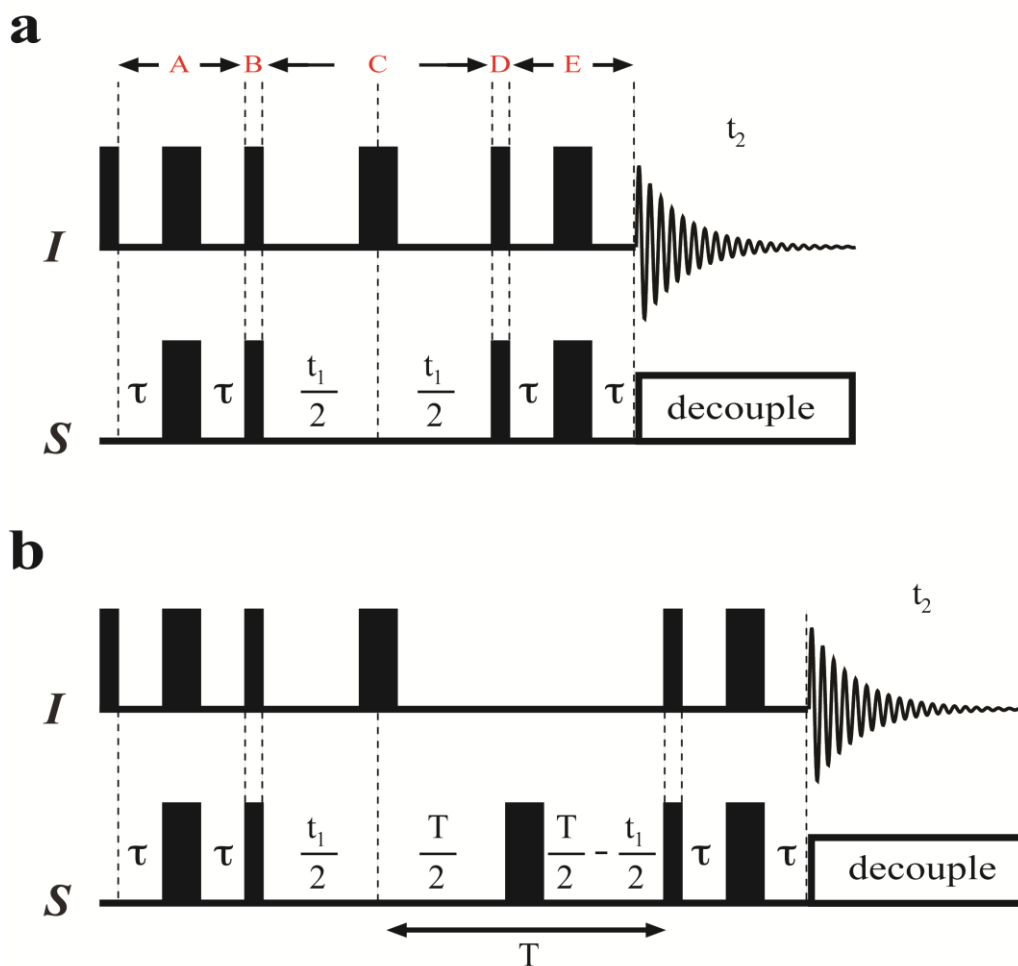 a
A B C D E
t₂
I
τ τ t₁/2 t₁/2 τ τ
decouple
S
b
t₂
I
τ τ t₁/2 T/2 T/2 - t₁/2 τ τ
decouple
S
T